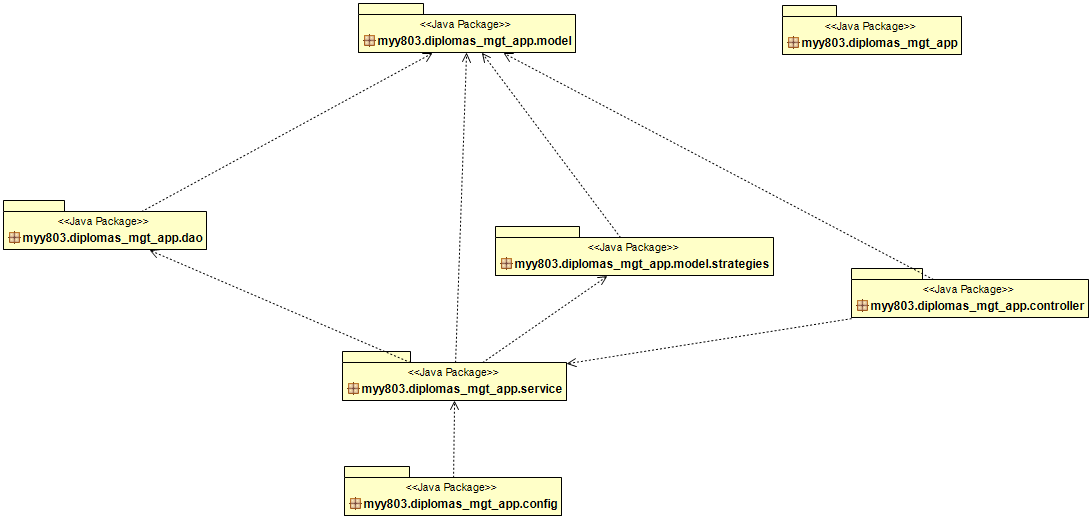 <<Java Package>>
myy803.diplomas_mgt_app.model
<<Java Package>>
myy803.diplomas_mgt_app
<<Java Package>>
myy803.diplomas_mgt_app.dao
<<Java Package>>
myy803.diplomas_mgt_app.model.strategies
<<Java Package>>
myy803.diplomas_mgt_app.controller
<<Java Package>>
myy803.diplomas_mgt_app.service
<<Java Package>>
myy803.diplomas_mgt_app.config